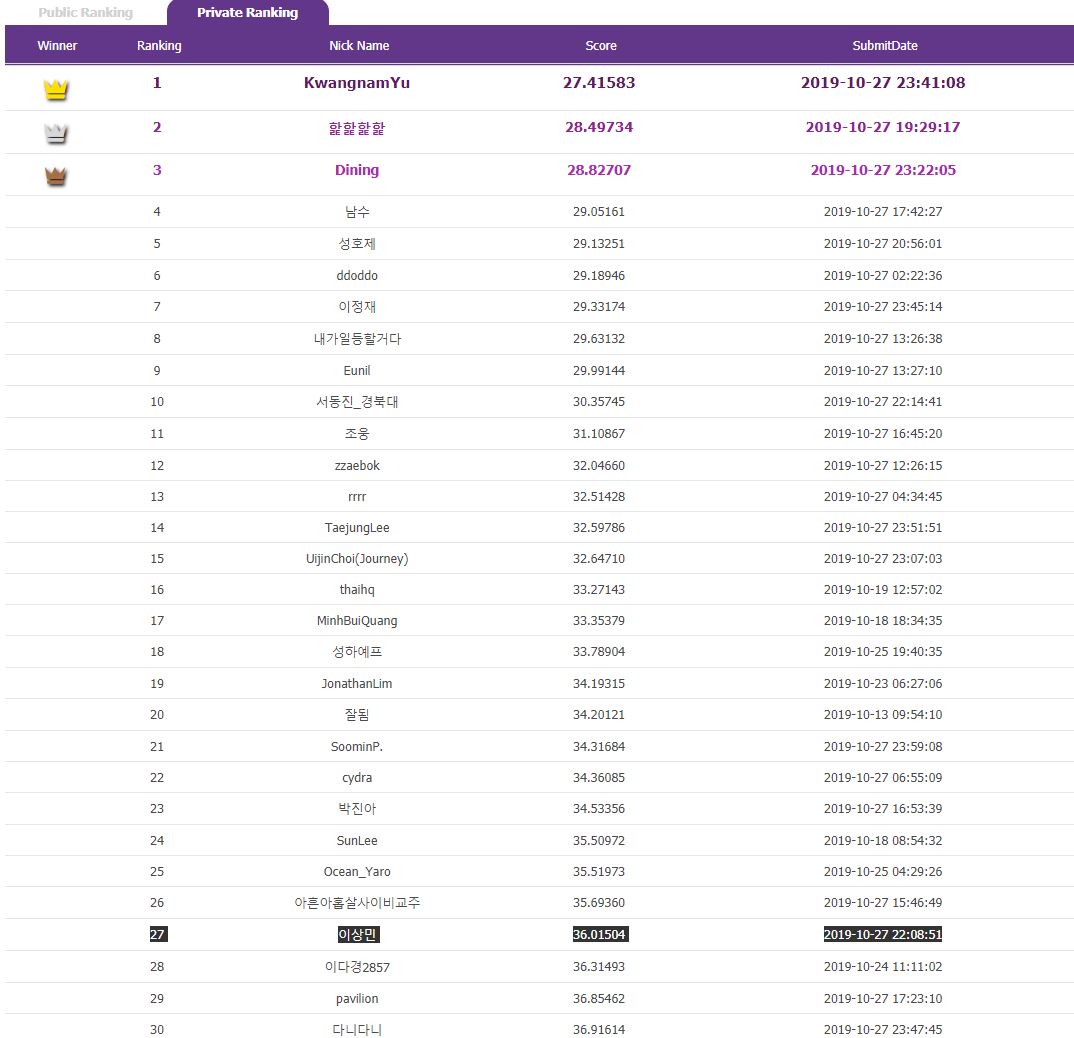 Public Ranking Private Ranking
Winner Ranking Nick Name Score SubmitDate
1 KwangnamYu 27.41583 2019-10-27 23:41:08
2 핥핥핥핥 28.49734 2019-10-27 19:29:17
3 Dining 28.82707 2019-10-27 23:22:05
4 남수 29.05161 2019-10-27 17:42:27
5 성호제 29.13251 2019-10-27 20:56:01
6 ddoddo 29.18946 2019-10-27 02:22:36
7 이정재 29.33174 2019-10-27 23:45:14
8 내가일등할거다 29.63132 2019-10-27 13:26:38
9 Eunil 29.99144 2019-10-27 13:27:10
10 서동진_경북대 30.35745 2019-10-27 22:14:41
11 조웅 31.10867 2019-10-27 16:45:20
12 zzaebok 32.04660 2019-10-27 12:26:15
13 rrrr 32.51428 2019-10-27 04:34:45
14 TaejungLee 32.59786 2019-10-27 23:51:51
15 UijinChoi(Journey) 32.64710 2019-10-27 23:07:03
16 thaihq 33.27143 2019-10-19 12:57:02
17 MinhBuiQuang 33.35379 2019-10-18 18:34:35
18 성하예프 33.78904 2019-10-25 19:40:35
19 JonathanLim 34.19315 2019-10-23 06:27:06
20 잘됨 34.20121 2019-10-13 09:54:10
21 SoominP. 34.31684 2019-10-27 23:59:08
22 cydra 34.36085 2019-10-27 06:55:09
23 박진아 34.53356 2019-10-27 16:53:39
24 SunLee 35.50972 2019-10-18 08:54:32
25 Ocean_Yaro 35.51973 2019-10-25 04:29:26
26 아흔아홉살사이비교주 35.69360 2019-10-27 15:46:49
27 이상민 36.01504 2019-10-27 22:08:51
28 이다경2857 36.31493 2019-10-24 11:11:02
29 pavilion 36.85462 2019-10-27 17:23:10
30 다니다니 36.91614 2019-10-27 23:47:45